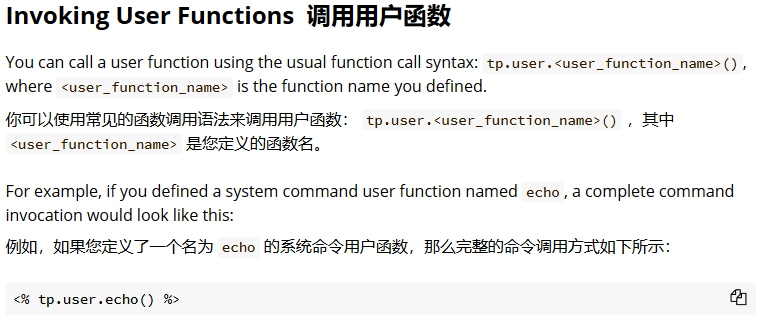 Invoking User Functions 调用用户函数
You can call a user function using the usual function call syntax: tp.user.<user_function_name>(),
where <user_function_name> is the function name you defined.
你可以使用常见的函数调用语法来调用用户函数： tp.user.<user_function_name>() ，其中
<user_function_name> 是您定义的函数名。
For example, if you defined a system command user function named echo, a complete command
invocation would look like this:
例如，如果您定义了一个名为 echo 的系统命令用户函数，那么完整的命令调用方式如下所示：
<% tp.user.echo() %>